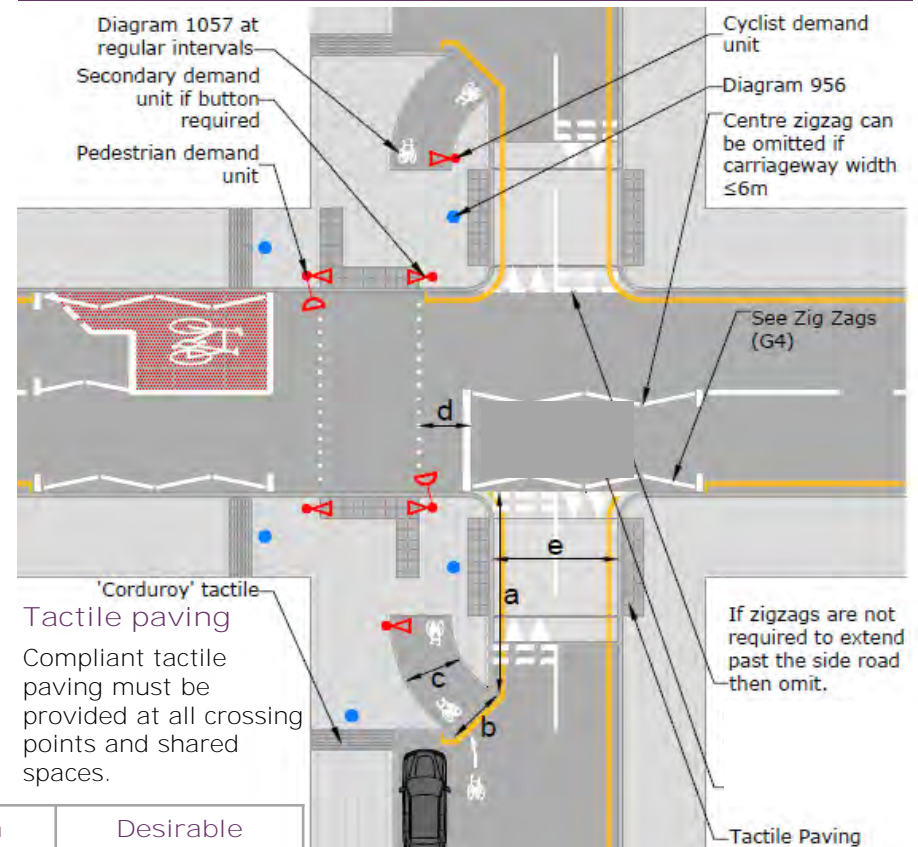 Diagram 1057 at
regular intervals
Secondary demand
unit if button
required
Pedestrian demand
unit
Cyclist demand
unit
Diagram 956
Centre zigzag can
be omitted if
carriageway width
≤6m
See Zig Zags
(G4)
d
e
a
c
b
'Corduroy' tactile
Tactile paving
Compliant tactile
paving must be
provided at all crossing
points and shared
spaces.
If zigzags are not
required to extend
past the side road
then omit.
Desirable
Tactile Paving